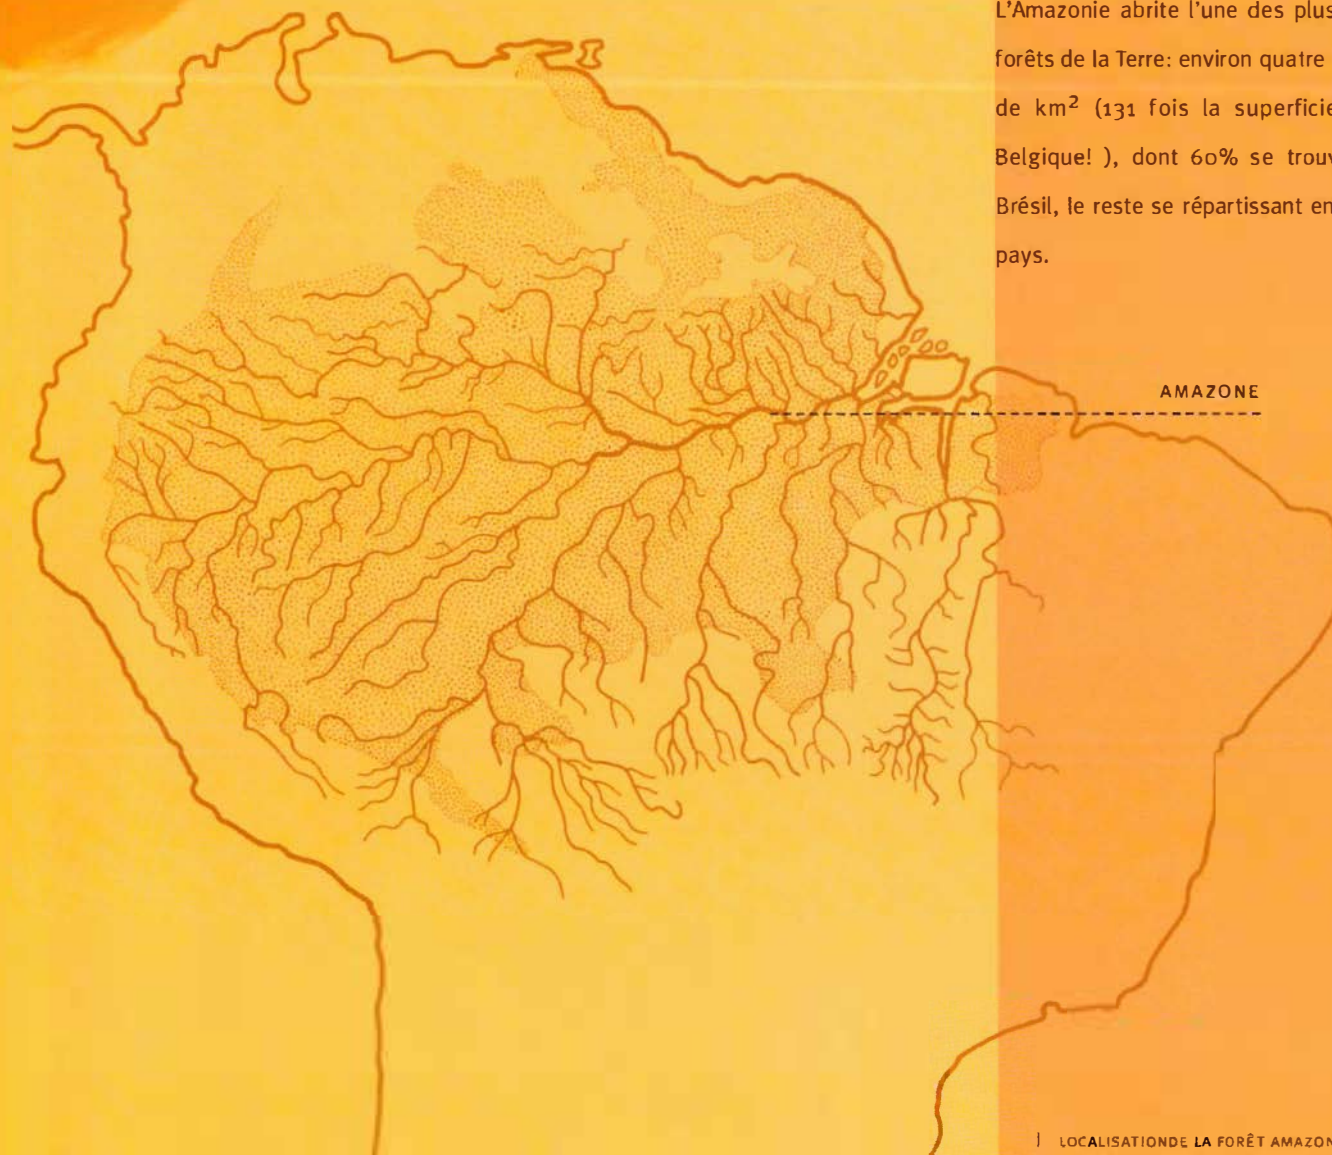 L'Amazonie abrite l'une des plus
forêts de la Terre: environ quatre
de km² (131 fois la superficie
Belgique! ), dont 60% se trouv
Brésil, le reste se répartissant en
pays.
AMAZONE
LOCALISATIONDE LA FORÊT AMAZON